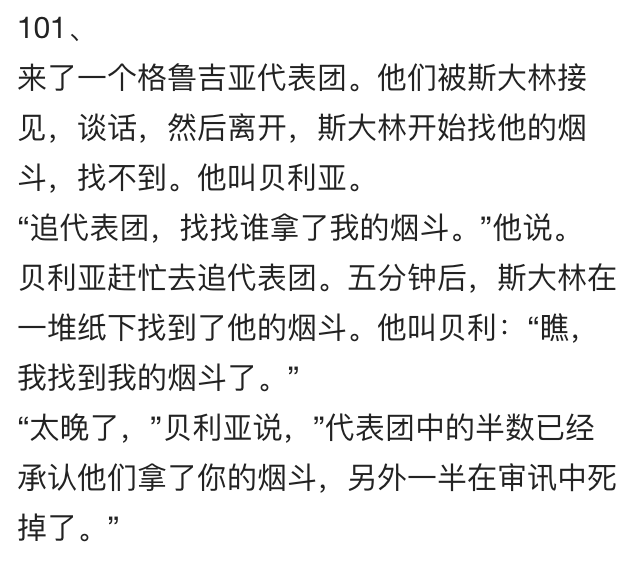 101、
来了一个格鲁吉亚代表团。他们被斯大林接
见，谈话，然后离开，斯大林开始找他的烟
斗，找不到。他叫贝利亚。
“追代表团，找找谁拿了我的烟斗。”他说。
贝利亚赶忙去追代表团。五分钟后，斯大林在
一堆纸下找到了他的烟斗。他叫贝利：“瞧，
我找到我的烟斗了。”
“太晚了，”贝利亚说，”代表团中的半数已经
承认他们拿了你的烟斗，另外一半在审讯中死
掉了。”